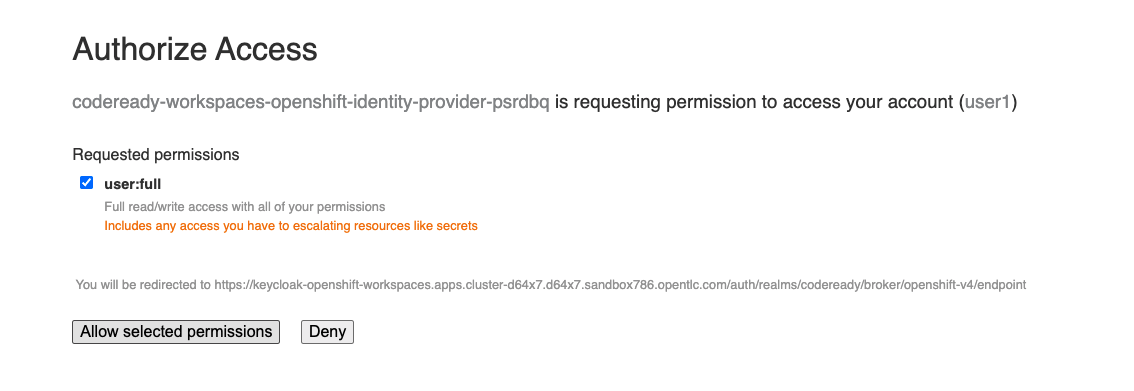 Authorize Access
codeready-workspaces-openshift-identity-provider-psrdbq is requesting permission to access your account (user1)
Requested permissions
user:full
Full read/write access with all of your permissions
Includes any access you have to escalating resources like secrets
You will be redirected to https://keycloak-openshift-workspaces.apps.cluster-d64x7.d64x7.sandbox786.opentlc.com/auth/realms/codeready/broker/openshift-v4/endpoint
Allow selected permissions Deny